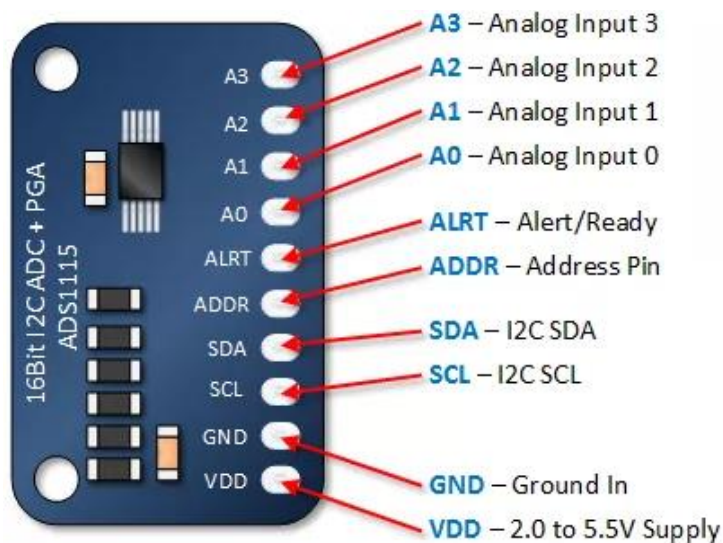 A3 – Analog Input 3
A2 – Analog Input 2
A1 – Analog Input 1
A0 – Analog Input 0
ALRT – Alert/Ready
ADDR – Address Pin
SDA – I2C SDA
SCL – I2C SCL
GND – Ground In
VDD – 2.0 to 5.5V Supply
A3
A2
A1
A0
ALRT
ADDR
SDA
SCL
GND
VDD
16Bit I2C ADC + PGA
ADS1115